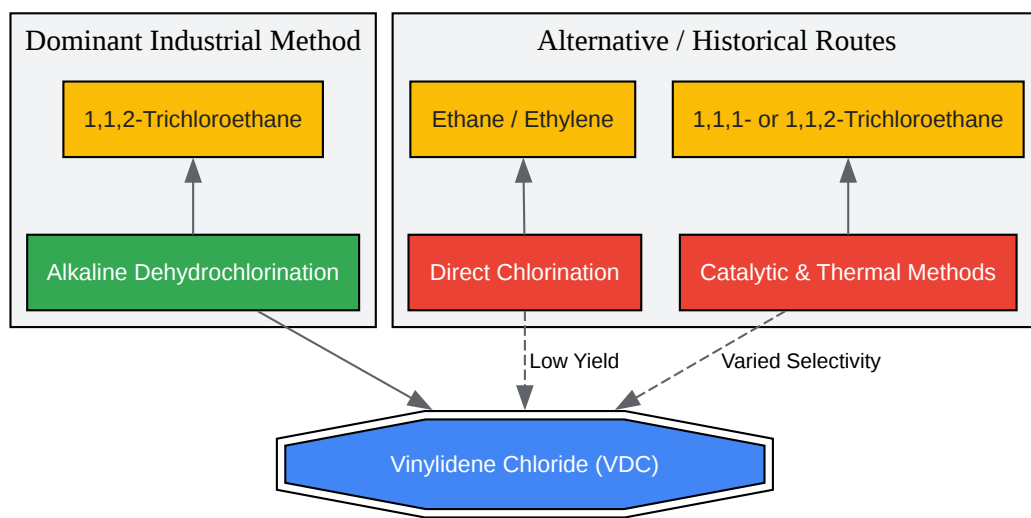 Dominant Industrial Method
Alternative / Historical Routes
1,1,2-Trichloroethane
Ethane / Ethylene
1,1,1- or 1,1,2-Trichloroethane
Alkaline Dehydrochlorination
Direct Chlorination
Catalytic & Thermal Methods
Low Yield
Varied Selectivity
Vinylidene Chloride (VDC)